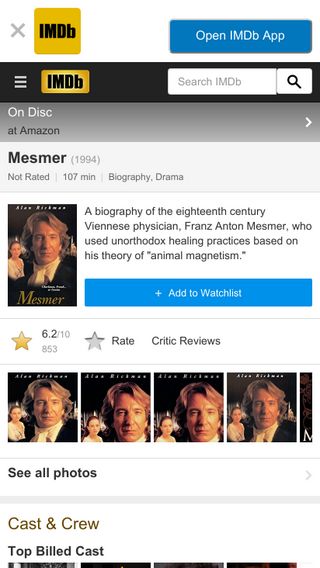 IMDb
Open IMDb App
IMDb
Search IMDb
On Disc
at Amazon
Mesmer (1994)
Not Rated | 107 min | Biography, Drama
Alan Rickman
Mesmer
A biography of the eighteenth century
Viennese physician, Franz Anton Mesmer, who
used unorthodox healing practices based on
his theory of "animal magnetism."
+ Add to Watchlist
6.2/10
853
Rate
Critic Reviews
Alan Rickman
Alan Rickman
Alan Rickman
Alan Rickman
See all photos
Cast & Crew
Top Billed Cast